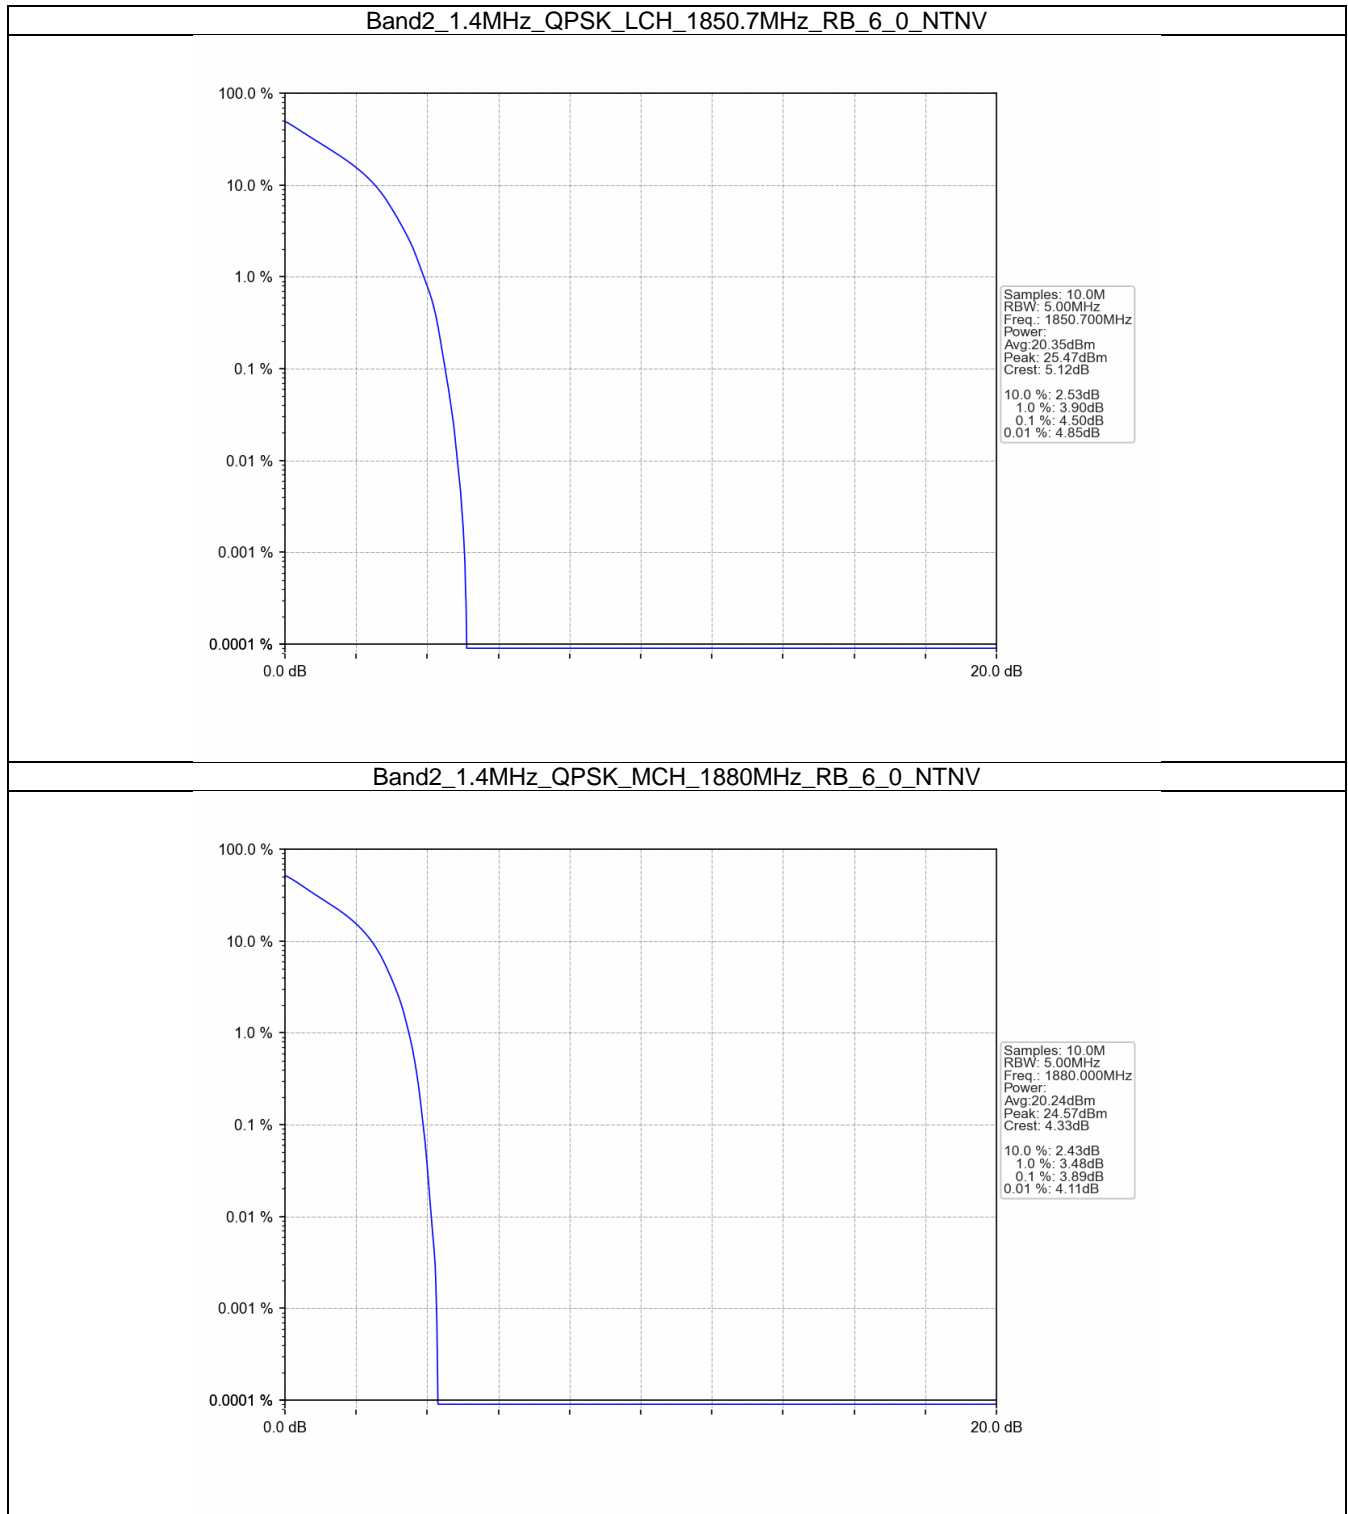 Band2_1.4MHz_QPSK_LCH_1850.7MHz_RB_6_0_NTNV
100.0 %
10.0 %
1.0 %
0.1 %
0.01 %
0.001 %
0.0001 %
0.0 dB
20.0 dB
Samples: 10.0M
RBW: 5.00MHz
Freq.: 1850.700MHz
Power:
Avg:20.35dBm
Peak: 25.47dBm
Crest: 5.12dB
10.0 %: 2.53dB
1.0 %: 3.90dB
0.1 %: 4.50dB
0.01 %: 4.85dB
Band2_1.4MHz_QPSK_MCH_1880MHz_RB_6_0_NTNV
100.0 %
10.0 %
1.0 %
0.1 %
0.01 %
0.001 %
0.0001 %
0.0 dB
20.0 dB
Samples: 10.0M
RBW: 5.00MHz
Freq.: 1880.000MHz
Power:
Avg:20.24dBm
Peak: 24.57dBm
Crest: 4.33dB
10.0 %: 2.43dB
1.0 %: 3.48dB
0.1 %: 3.89dB
0.01 %: 4.11dB